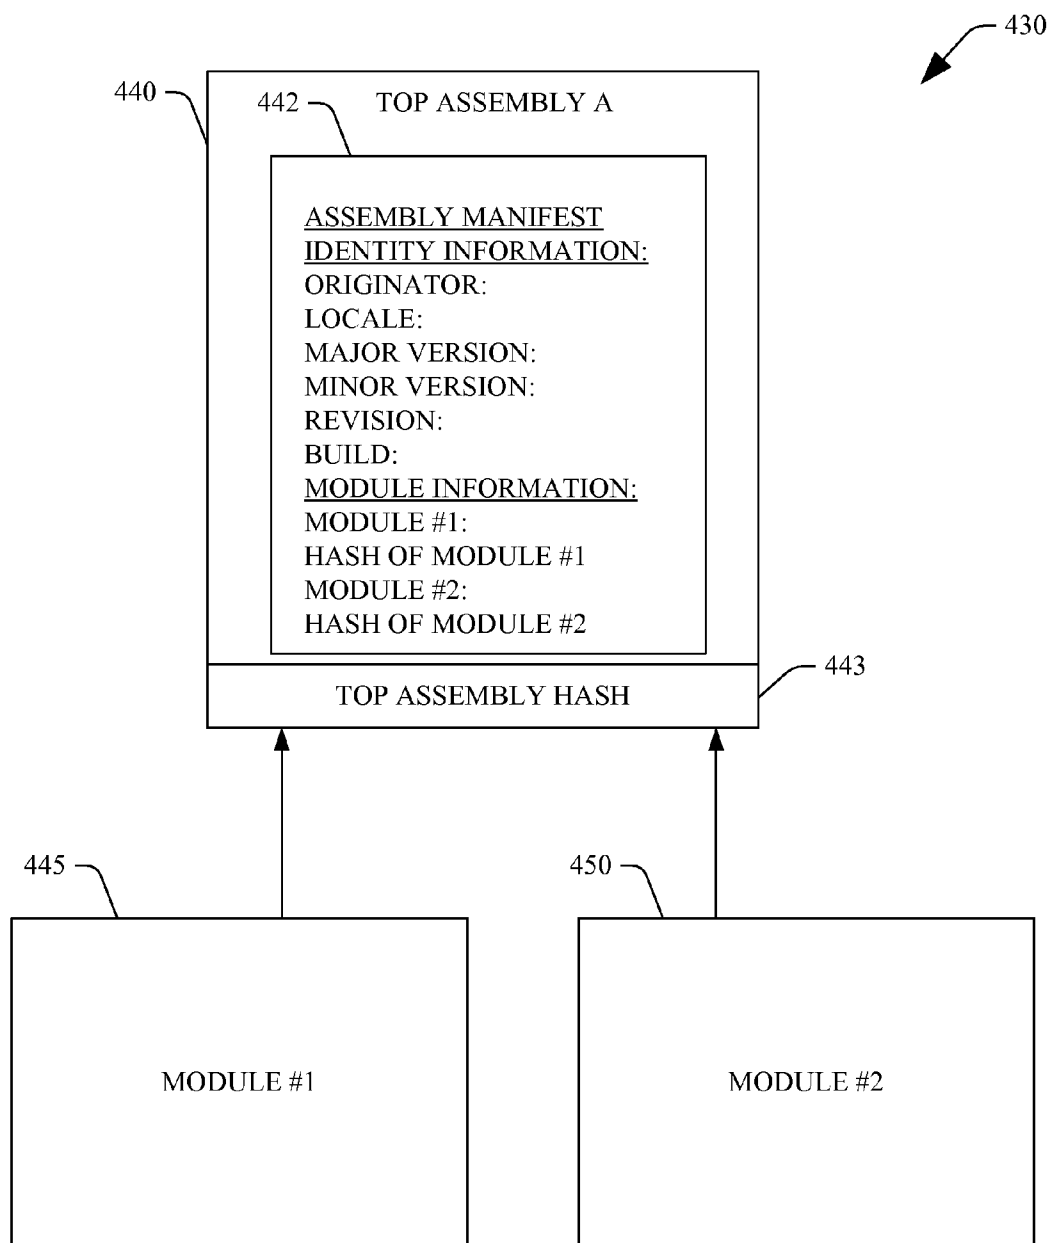 430
440
TOP ASSEMBLY A
442
ASSEMBLY MANIFEST
IDENTITY INFORMATION:
ORIGINATOR:
LOCALE:
MAJOR VERSION:
MINOR VERSION:
REVISION:
BUILD:
MODULE INFORMATION:
MODULE #1:
HASH OF MODULE #1
MODULE #2:
HASH OF MODULE #2
443
TOP ASSEMBLY HASH
445
450
MODULE #1
MODULE #2